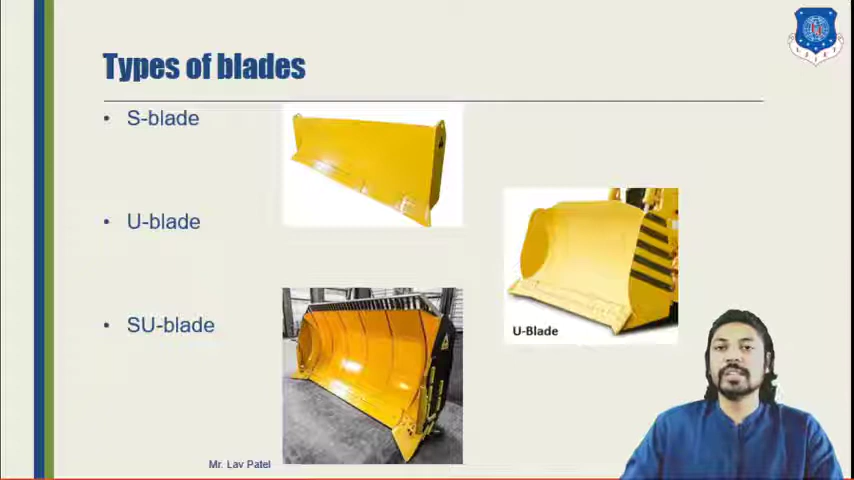 Types of blades
• S-blade
• U-blade
U-Blade
• SU-blade
Mr. Lav Patel